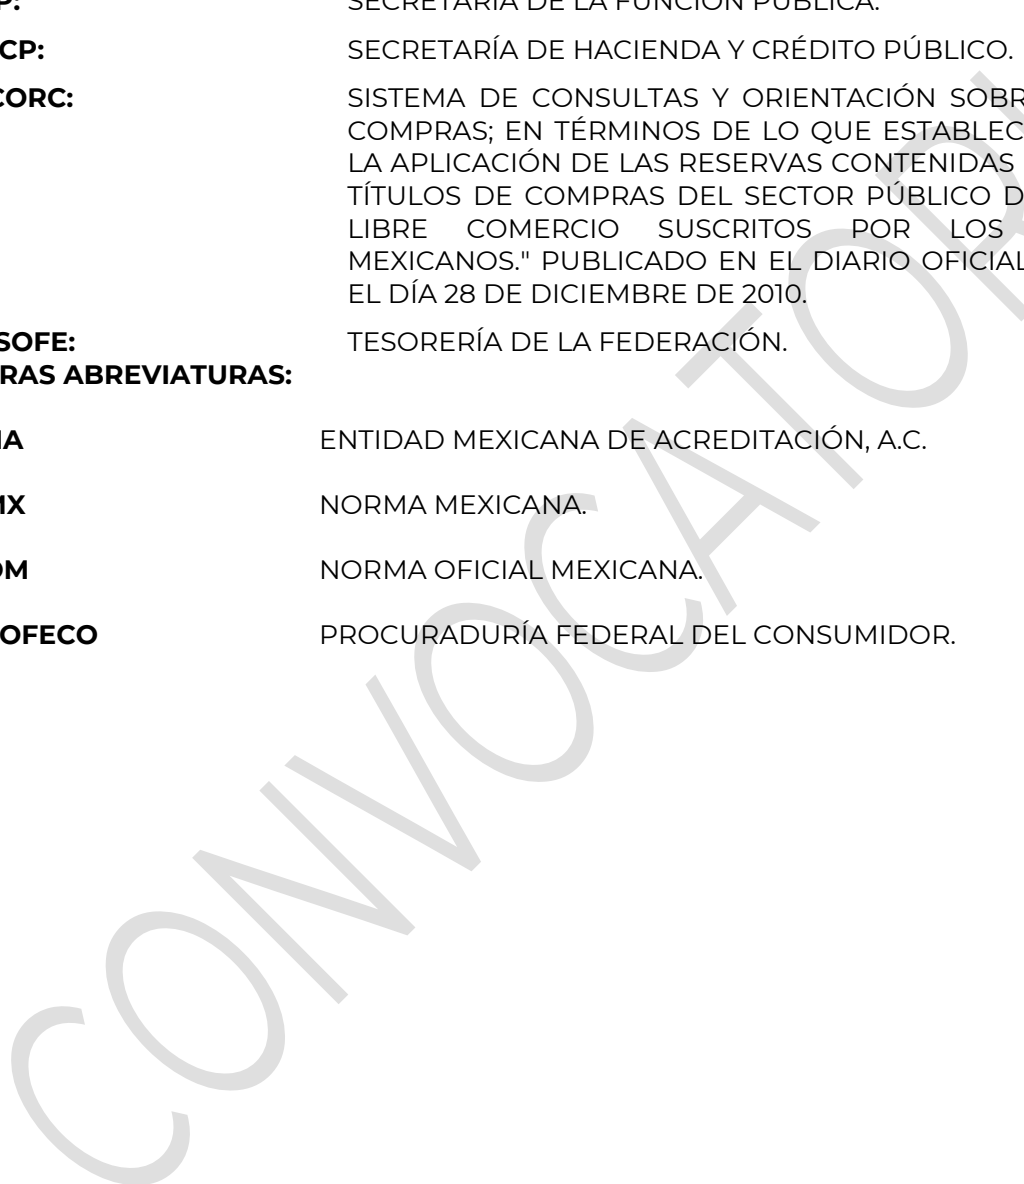 P: SECRETARÍA DE LA FUNCIÓN PÚBLICA.
CP: SECRETARÍA DE HACIENDA Y CRÉDITO PÚBLICO.
CORC: SISTEMA DE CONSULTAS Y ORIENTACIÓN SOBR
COMPRAS; EN TÉRMINOS DE LO QUE ESTABLEC
LA APLICACIÓN DE LAS RESERVAS CONTENIDAS
TÍTULOS DE COMPRAS DEL SECTOR PÚBLICO D
LIBRE COMERCIO SUSCRITOS POR LOS
MEXICANOS." PUBLICADO EN EL DIARIO OFICIAL
EL DÍA 28 DE DICIEMBRE DE 2010.
SOFE: TESORERÍA DE LA FEDERACIÓN.
RAS ABREVIATURAS:
MA ENTIDAD MEXICANA DE ACREDITACIÓN, A.C.
MX NORMA MEXICANA.
OM NORMA OFICIAL MEXICANA.
OFECO PROCURADURÍA FEDERAL DEL CONSUMIDOR.
CONVOCATOR